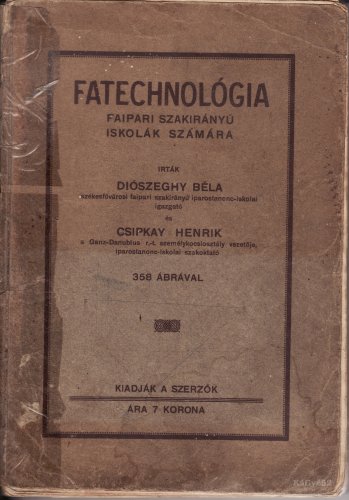 FATECHNOLÓGIA
FAIPARI SZAKIRÁNYÚ
ISKOLÁK SZÁMÁRA
IRTÁK
DIÓSZEGHY BÉLA
székesfővárosi faipari szakirányú iparostanonc-iskolai
igazgató
és
CSIPKAY HENRIK
a Ganz-Danubius r.-t. személykocsiosztály vezetője,
iparostanonc-iskolai szakoktató
358 ÁBRÁVAL
KIADJÁK A SZERZŐK
ÁRA 7 KORONA